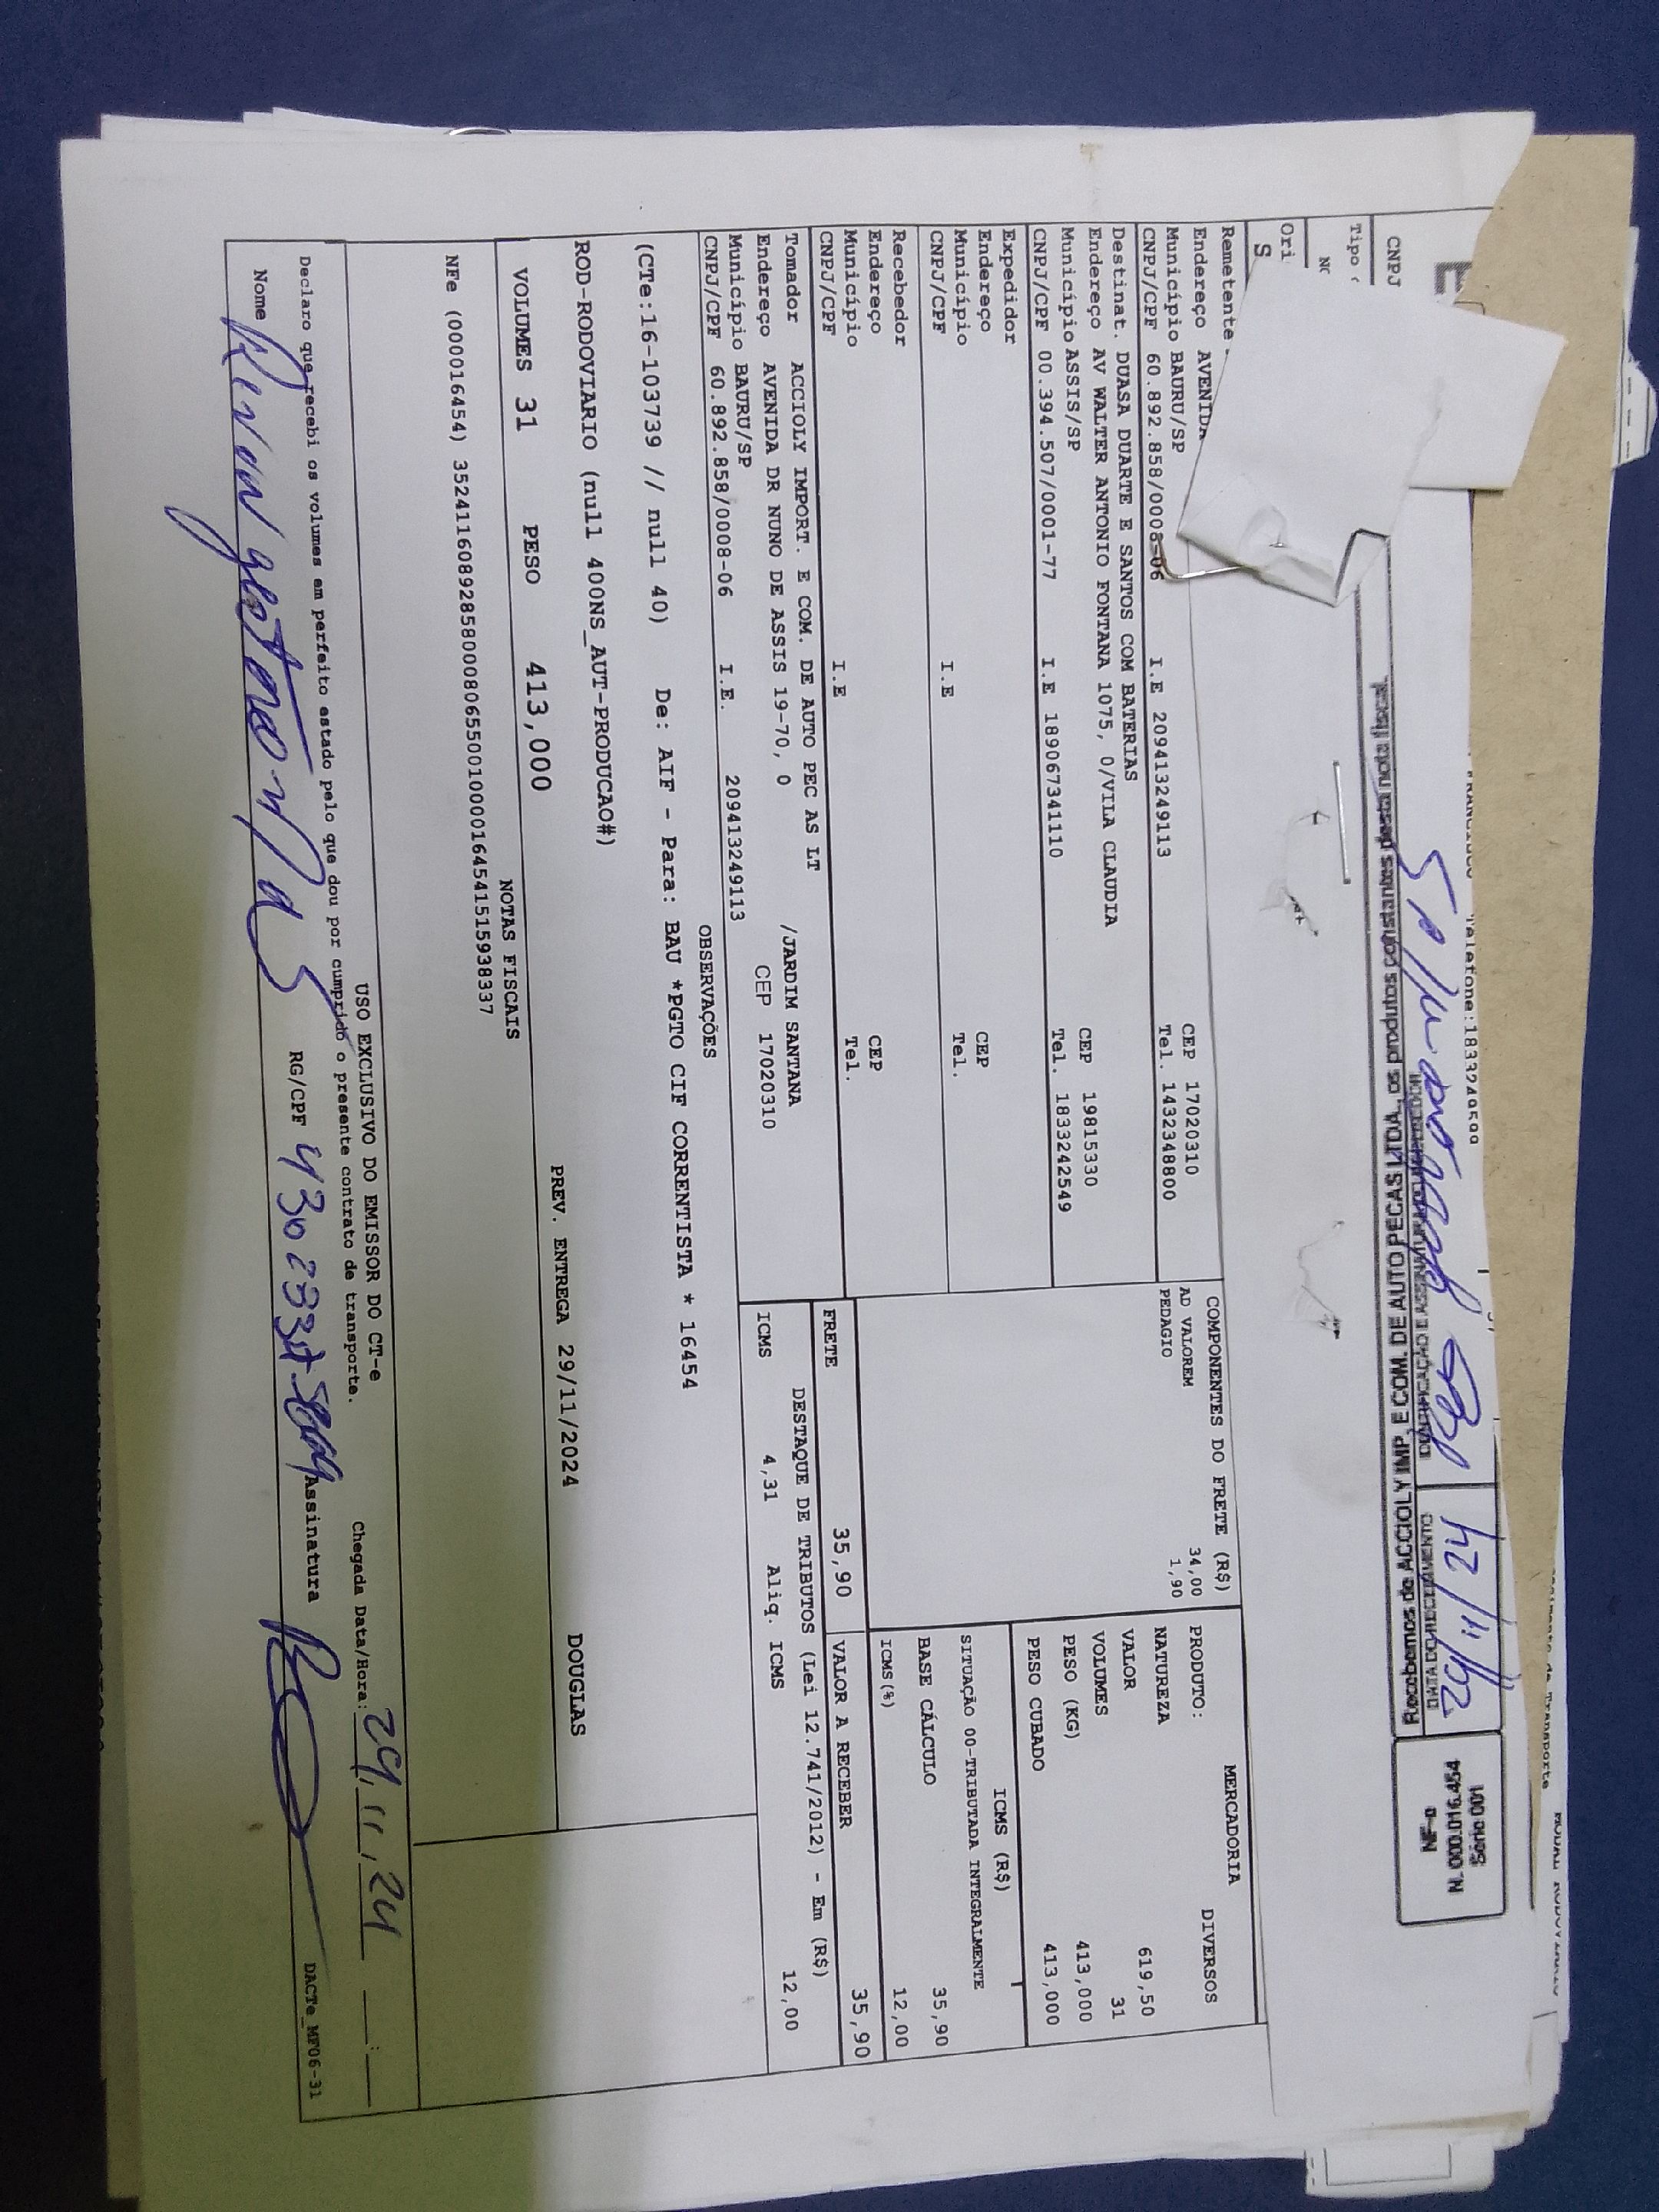 CNPJ
Tipo
Ori
S
Remetente
Endereço AVENIDA CEP 17020310
Município BAURU/SP Tel. 1432348800
CNPJ/CPF 60.892.858/0008-06 I.E 209413249113
Destinat. DUASA DUARTE E SANTOS COM BATERIAS
Endereço AV WALTER ANTONIO FONTANA 1075, 0/VILA CLAUDIA CEP 19815330
Município ASSIS/SP Tel. 1833242549
CNPJ/CPF 00.394.507/0001-77 I.E 189067341110
Expedidor
Endereço CEP
Município Tel.
CNPJ/CPF I.E
Recebedor
Endereço CEP
Município Tel.
CNPJ/CPF I.E
Tomador ACCIOLY IMPORT. E COM. DE AUTO PEC AS LT
Endereço AVENIDA DR NUNO DE ASSIS 19-70, 0 /JARDIM SANTANA
Município BAURU/SP CEP 17020310
CNPJ/CPF 60.892.858/0008-06 I.E. 209413249113
COMPONENTES DO FRETE (R$)
AD VALOREM 34,00
PEDAGIO 1,90
MERCADORIA
PRODUTO: DIVERSOS
NATUREZA
VALOR 619,50
VOLUMES 31
PESO (KG) 413,000
PESO CUBADO 413,000
ICMS (R$)
SITUAÇÃO 00-TRIBUTADA INTEGRALMENTE
BASE CÁLCULO 35,90
ICMS(%) 12,00
FRETE 35,90 VALOR A RECEBER 35,90
DESTAQUE DE TRIBUTOS (Lei 12.741/2012) - Em (R$)
ICMS 4,31 Aliq. ICMS 12,00
OBSERVAÇÕES
(CTe:16-103739 // null 40) De: AIF - Para: BAU *PGTO CIF CORRENTISTA * 16454
ROD-RODOVIARIO (null 400NS_AUT-PRODUCAO#)
VOLUMES 31 PESO 413,000 PREV. ENTREGA 29/11/2024 DOUGLAS
NOTAS FISCAIS
NFe (000016454) 35241160892858000806550010000164541515938337
USO EXCLUSIVO DO EMISSOR DO CT-e
Declaro que recebi os volumes em perfeito estado pelo que dou por cumprido o presente contrato de transporte.
Chegada Data/Hora: 29/11/24
Nome RG/CPF Assinatura
DACTe_MF06-31
Telefone:
Recebemos de ACCIOLY IMP. E COM. DE AUTO PECAS LTDA, os produtos constantes desta nota fiscal
DATA DO RECEBIMENTO
NF-e
N. 000.016.454
Série 001